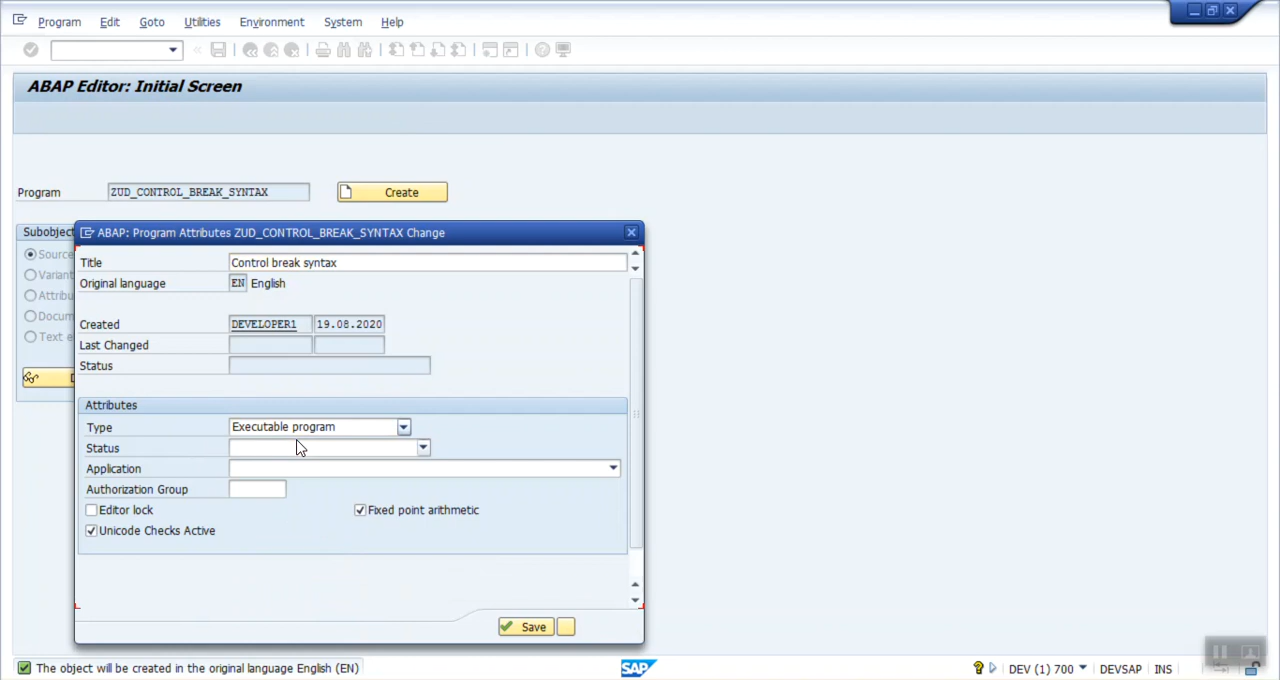 Program Edit Goto Utilities Environment System Help
ABAP Editor: Initial Screen
Program ZUD_CONTROL_BREAK_SYNTAX Create
Subobject
ABAP: Program Attributes ZUD_CONTROL_BREAK_SYNTAX Change
Source
Title Control break syntax
Variant
Original language EN English
Attribu
Docum
Created DEVELOPER1 19.08.2020
Text e
Last Changed
Status
Attributes
Type Executable program
Status
Application
Authorization Group
Editor lock Fixed point arithmetic
Unicode Checks Active
Save
The object will be created in the original language English (EN) SAP DEV (1) 700 DEVSAP INS